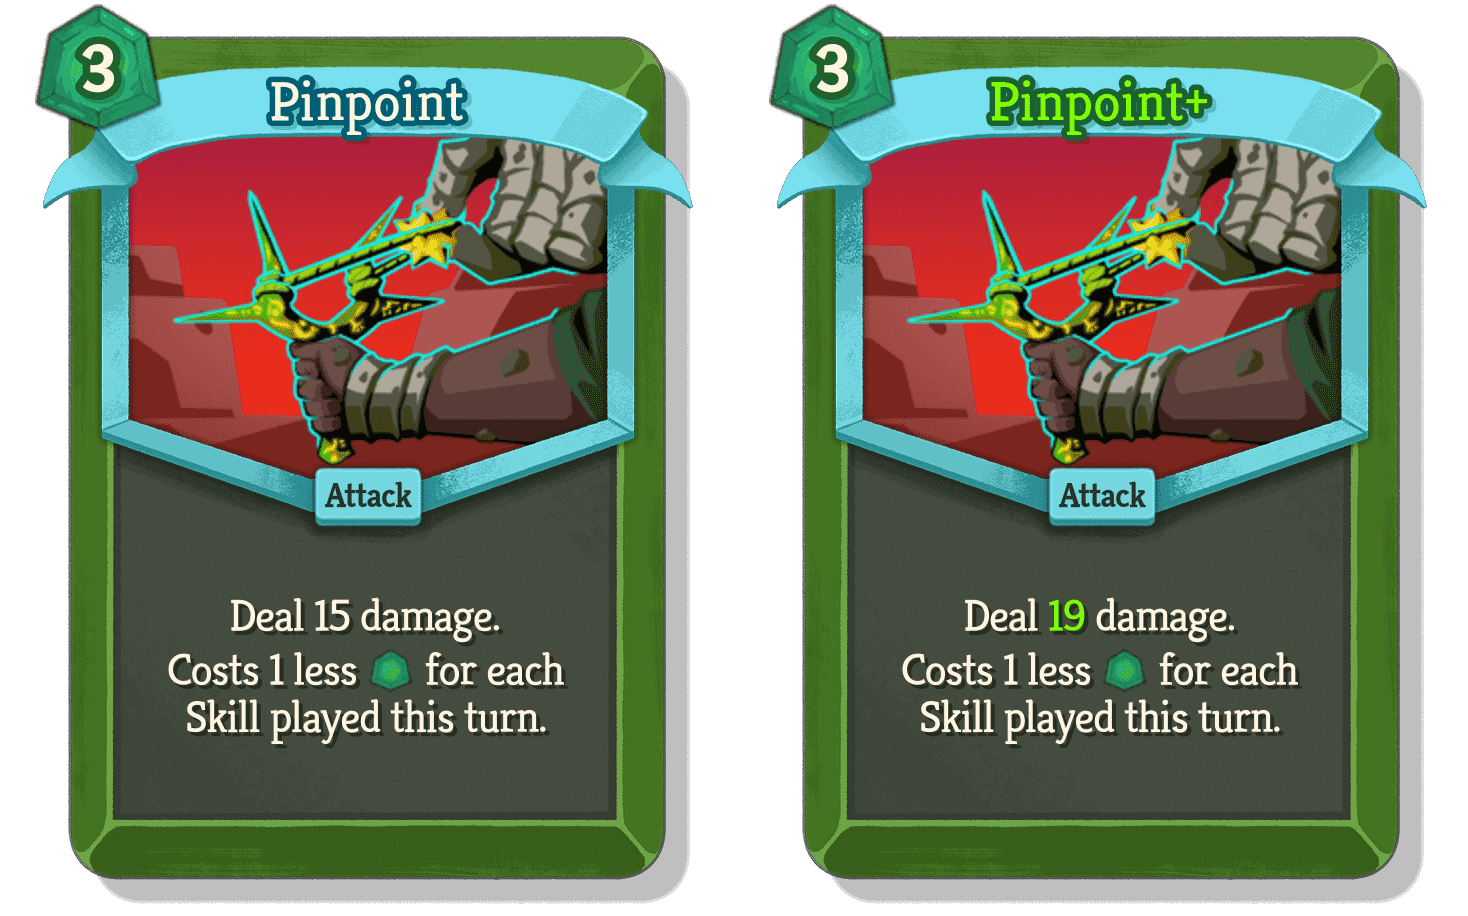 3
Pinpoint
Attack
Deal 15 damage.
Costs 1 less for each
Skill played this turn.
3
Pinpoint+
Attack
Deal 19 damage.
Costs 1 less for each
Skill played this turn.